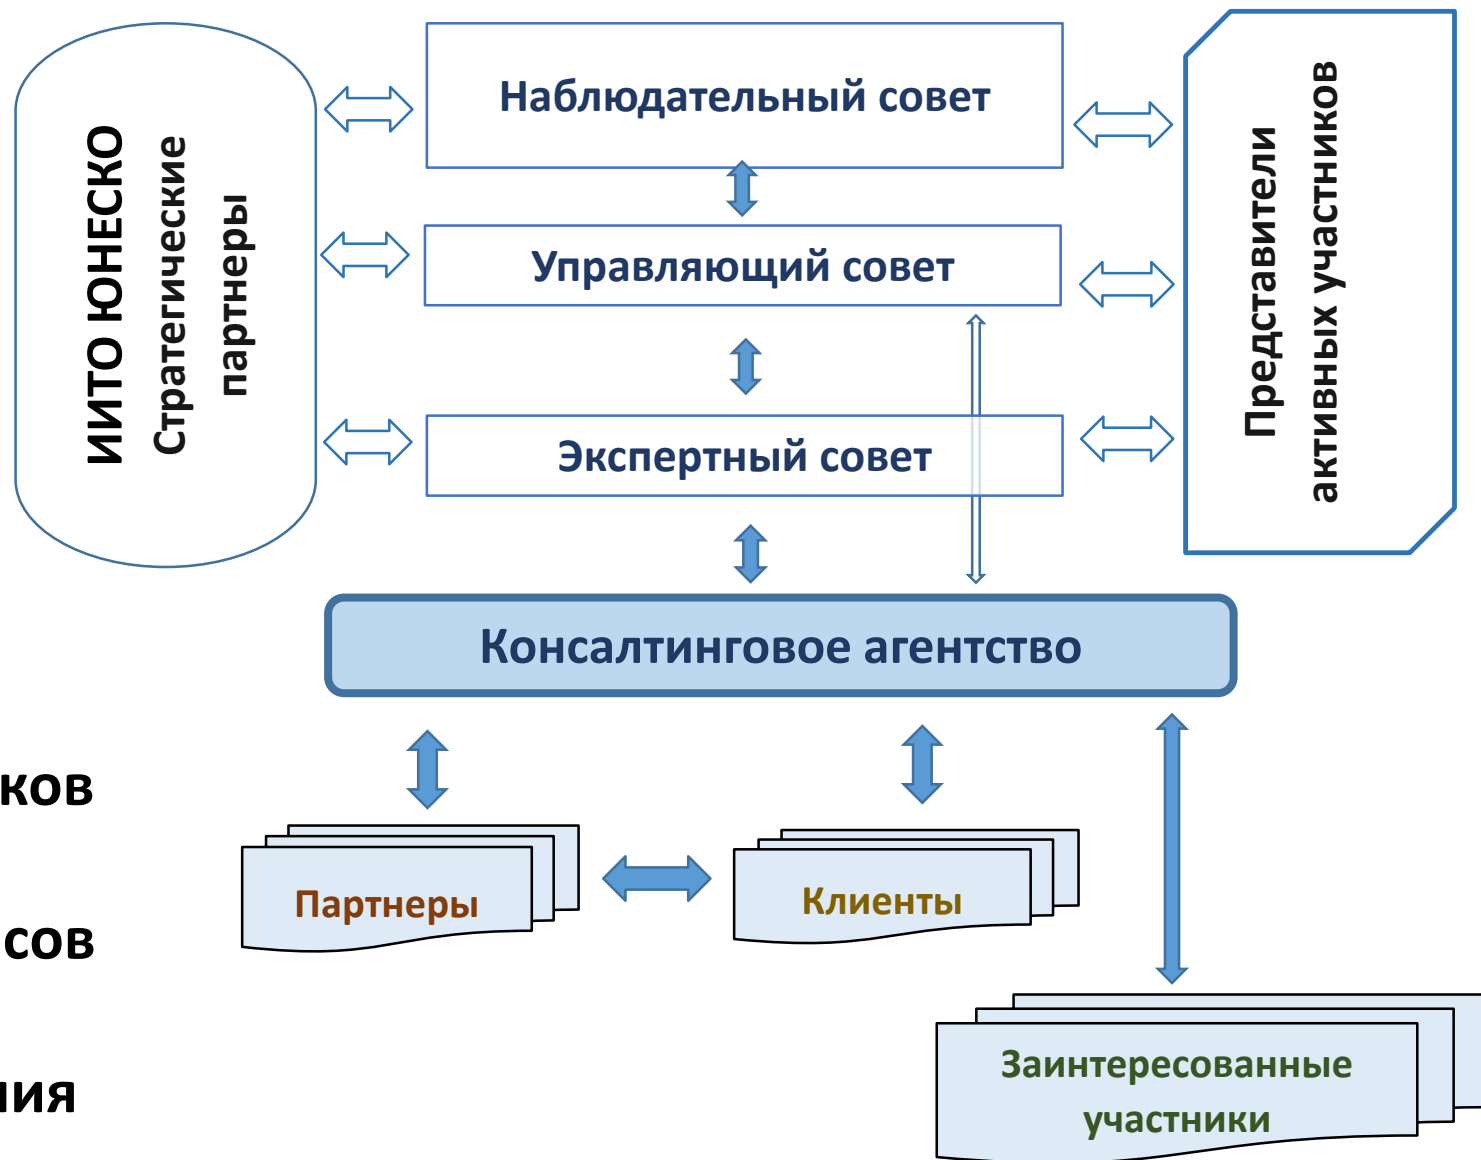 ИИТО ЮНЕСКО
Стратегические
партнеры
Наблюдательный совет
Управляющий совет
Экспертный совет
Представители
активных участников
Консалтинговое агентство
ков
Партнеры
Клиенты
сов
Заинтересованные
участники
ния